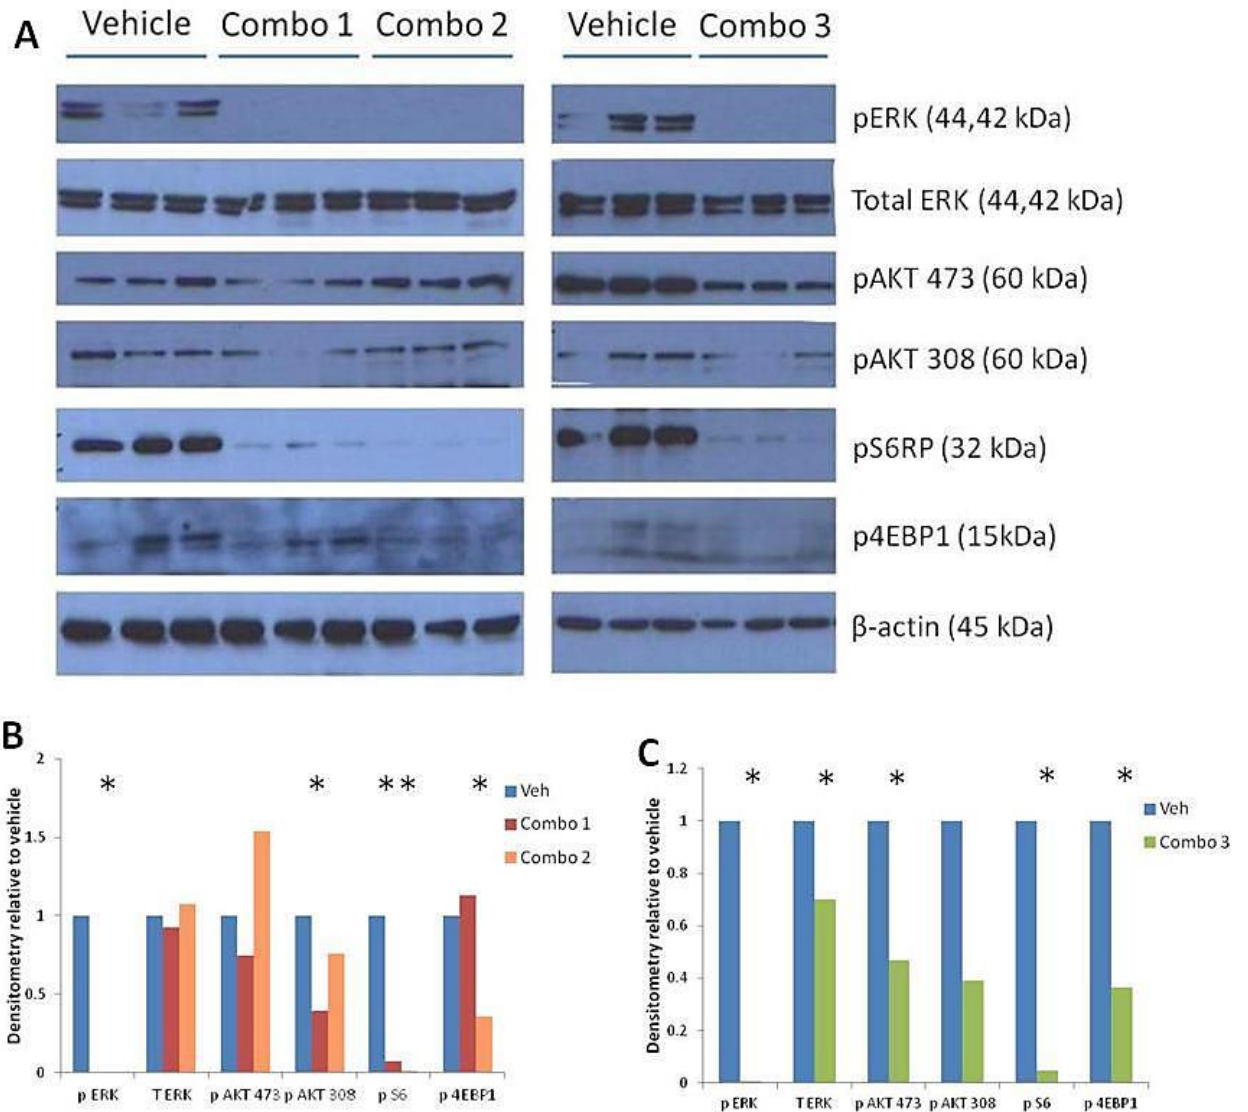 A
Vehicle Combo 1 Combo 2 Vehicle Combo 3
pERK (44,42 kDa)
Total ERK (44,42 kDa)
pAKT 473 (60 kDa)
pAKT 308 (60 kDa)
pS6RP (32 kDa)
p4EBP1 (15kDa)
β-actin (45 kDa)
B
Densitometry relative to vehicle
2
1.5
1
0.5
0
* * * * *
Veh
Combo 1
Combo 2
p ERK T ERK p AKT 473 p AKT 308 p S6 p 4EBP1
C
Densitometry relative to vehicle
1.2
1
0.8
0.6
0.4
0.2
0
* * * * *
Veh
Combo 3
p ERK T ERK p AKT 473 p AKT 308 p S6 p 4EBP1